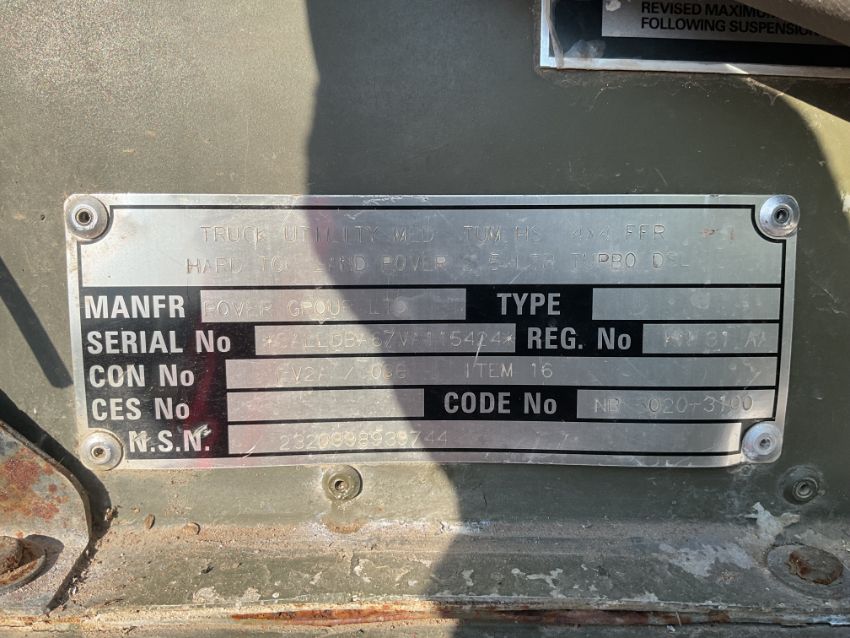 REVISED MAXIMUM
FOLLOWING SUSPENSION
TRUCK UTILITY MED TUM HS 4X4 FFR
HARD TOP LAND ROVER 2.5 LTR TURBO DSL
MANFR ROVER GROUP LTD TYPE
SERIAL No REG. No
CON No ITEM 16
CES No CODE No NB
N.S.N. 2320998939744